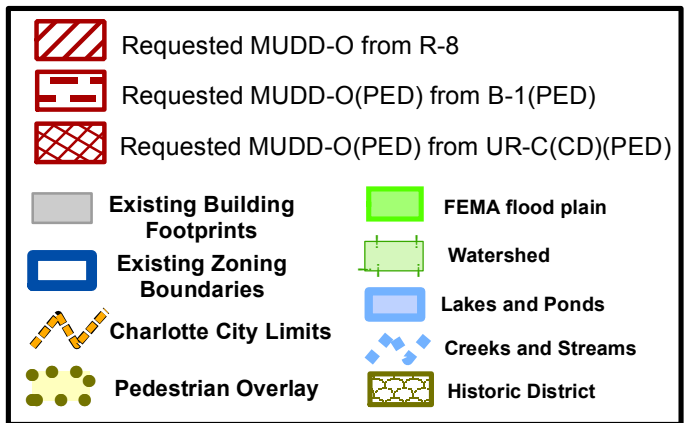 Requested MUDD-O from R-8
Requested MUDD-O(PED) from B-1(PED)
Requested MUDD-O(PED) from UR-C(CD)(PED)
Existing Building
Footprints
Existing Zoning
Boundaries
Charlotte City Limits
Pedestrian Overlay
FEMA flood plain
Watershed
Lakes and Ponds
Creeks and Streams
Historic District